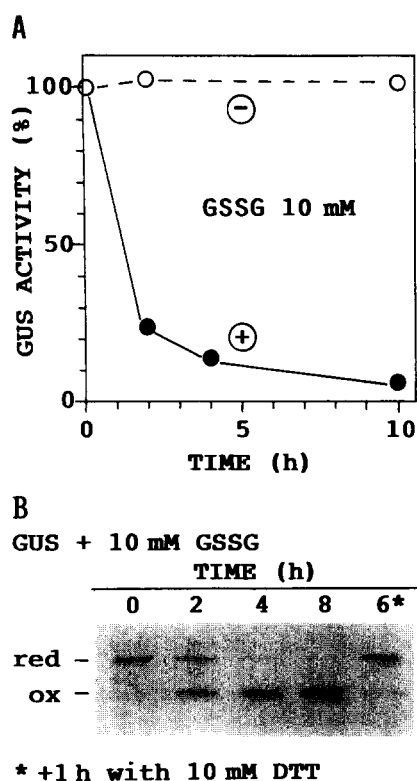 A
100
GUS ACTIVITY (%)
50
0
−
GSSG 10 mM
+
0 5 10
TIME (h)
B
GUS + 10 mM GSSG
TIME (h)
0 2 4 8 6*
red –
ox –
* +1h with 10 mM DTT